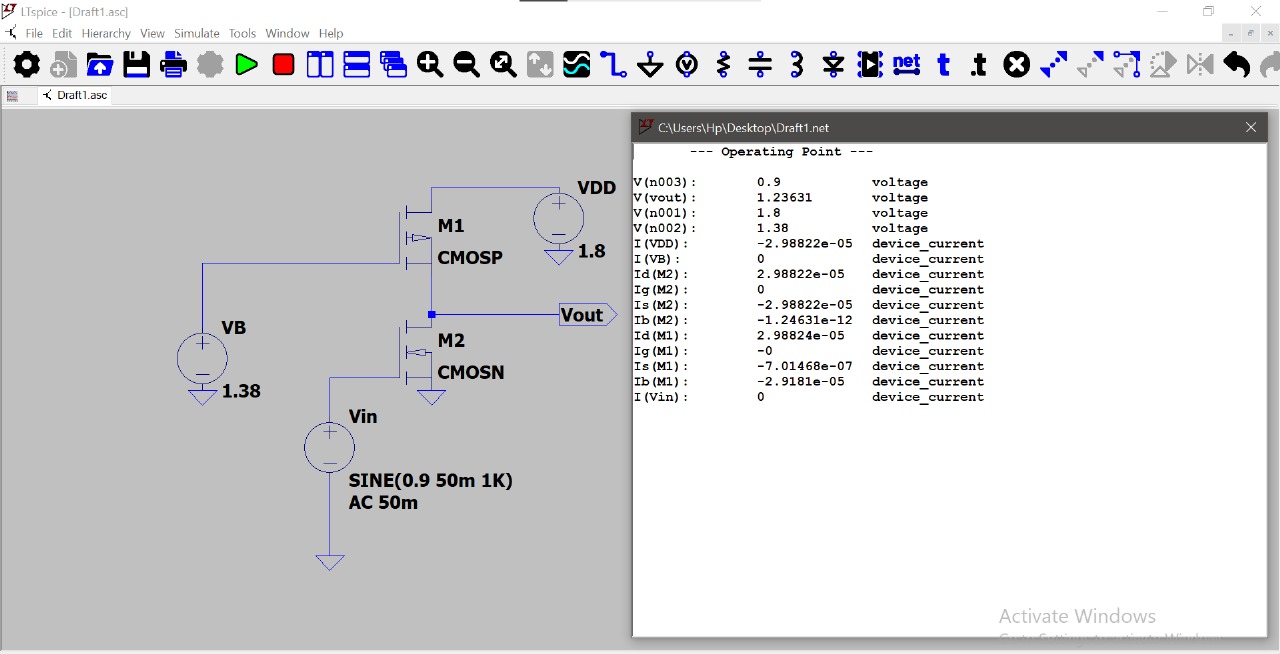 LTspice - [Draft1.asc]
File Edit Hierarchy View Simulate Tools Window Help
net t .t
Draft1.asc
C:\Users\Hp\Desktop\Draft1.net
--- Operating Point ---
V(n003): 0.9 voltage
V(vout): 1.23631 voltage
V(n001): 1.8 voltage
V(n002): 1.38 voltage
I(VDD): -2.98822e-05 device_current
I(VB): 0 device_current
Id(M2): 2.98822e-05 device_current
Ig(M2): 0 device_current
Is(M2): -2.98822e-05 device_current
Ib(M2): -1.24631e-12 device_current
Id(M1): 2.98824e-05 device_current
Ig(M1): -0 device_current
Is(M1): -7.01468e-07 device_current
Ib(M1): -2.9181e-05 device_current
I(Vin): 0 device_current
VDD
M1
1.8
CMOSP
Vout
VB
M2
CMOSN
1.38
Vin
SINE(0.9 50m 1K)
AC 50m
Activate Windows